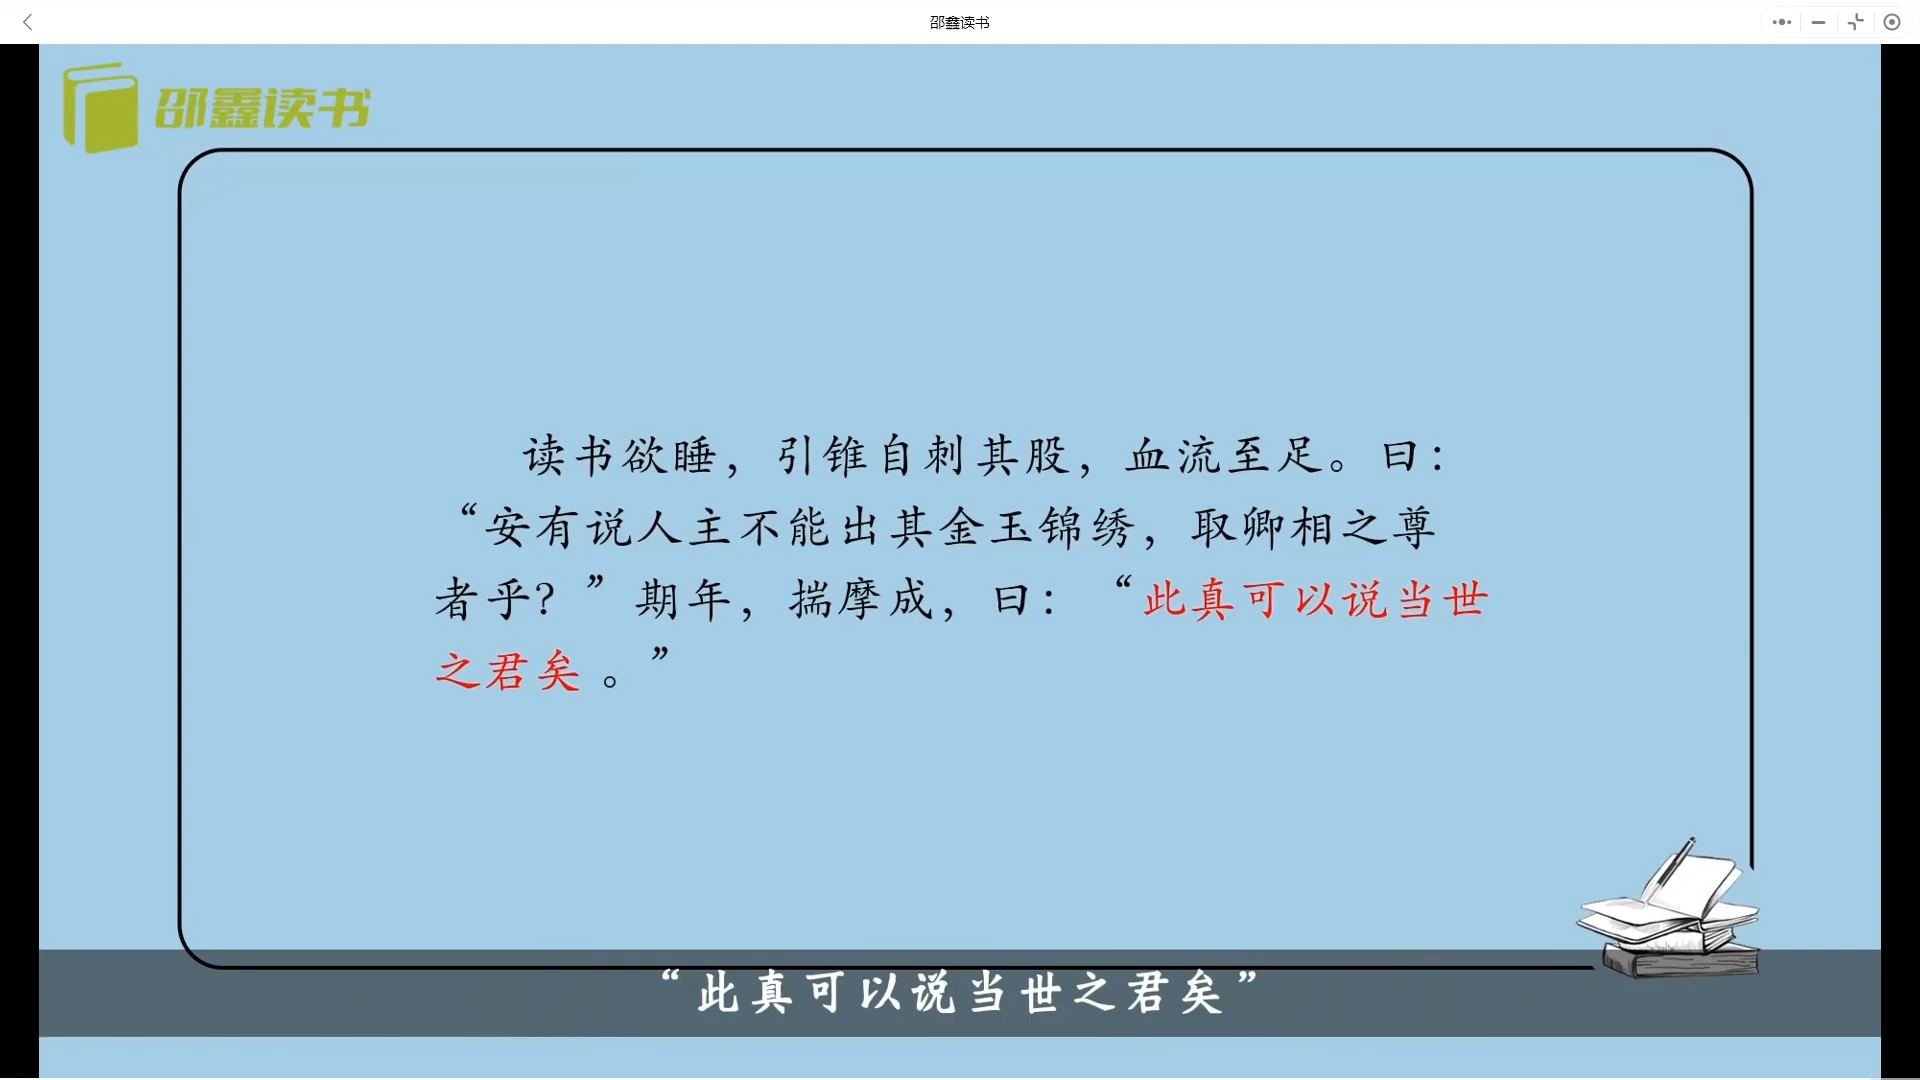 邵鑫读书
邵鑫读书
读书欲睡，引锥自刺其股，血流至足。曰：
“安有说人主不能出其金玉锦绣，取卿相之尊
者乎？”期年，揣摩成，曰：“此真可以说当世
之君矣。”
“此真可以说当世之君矣”